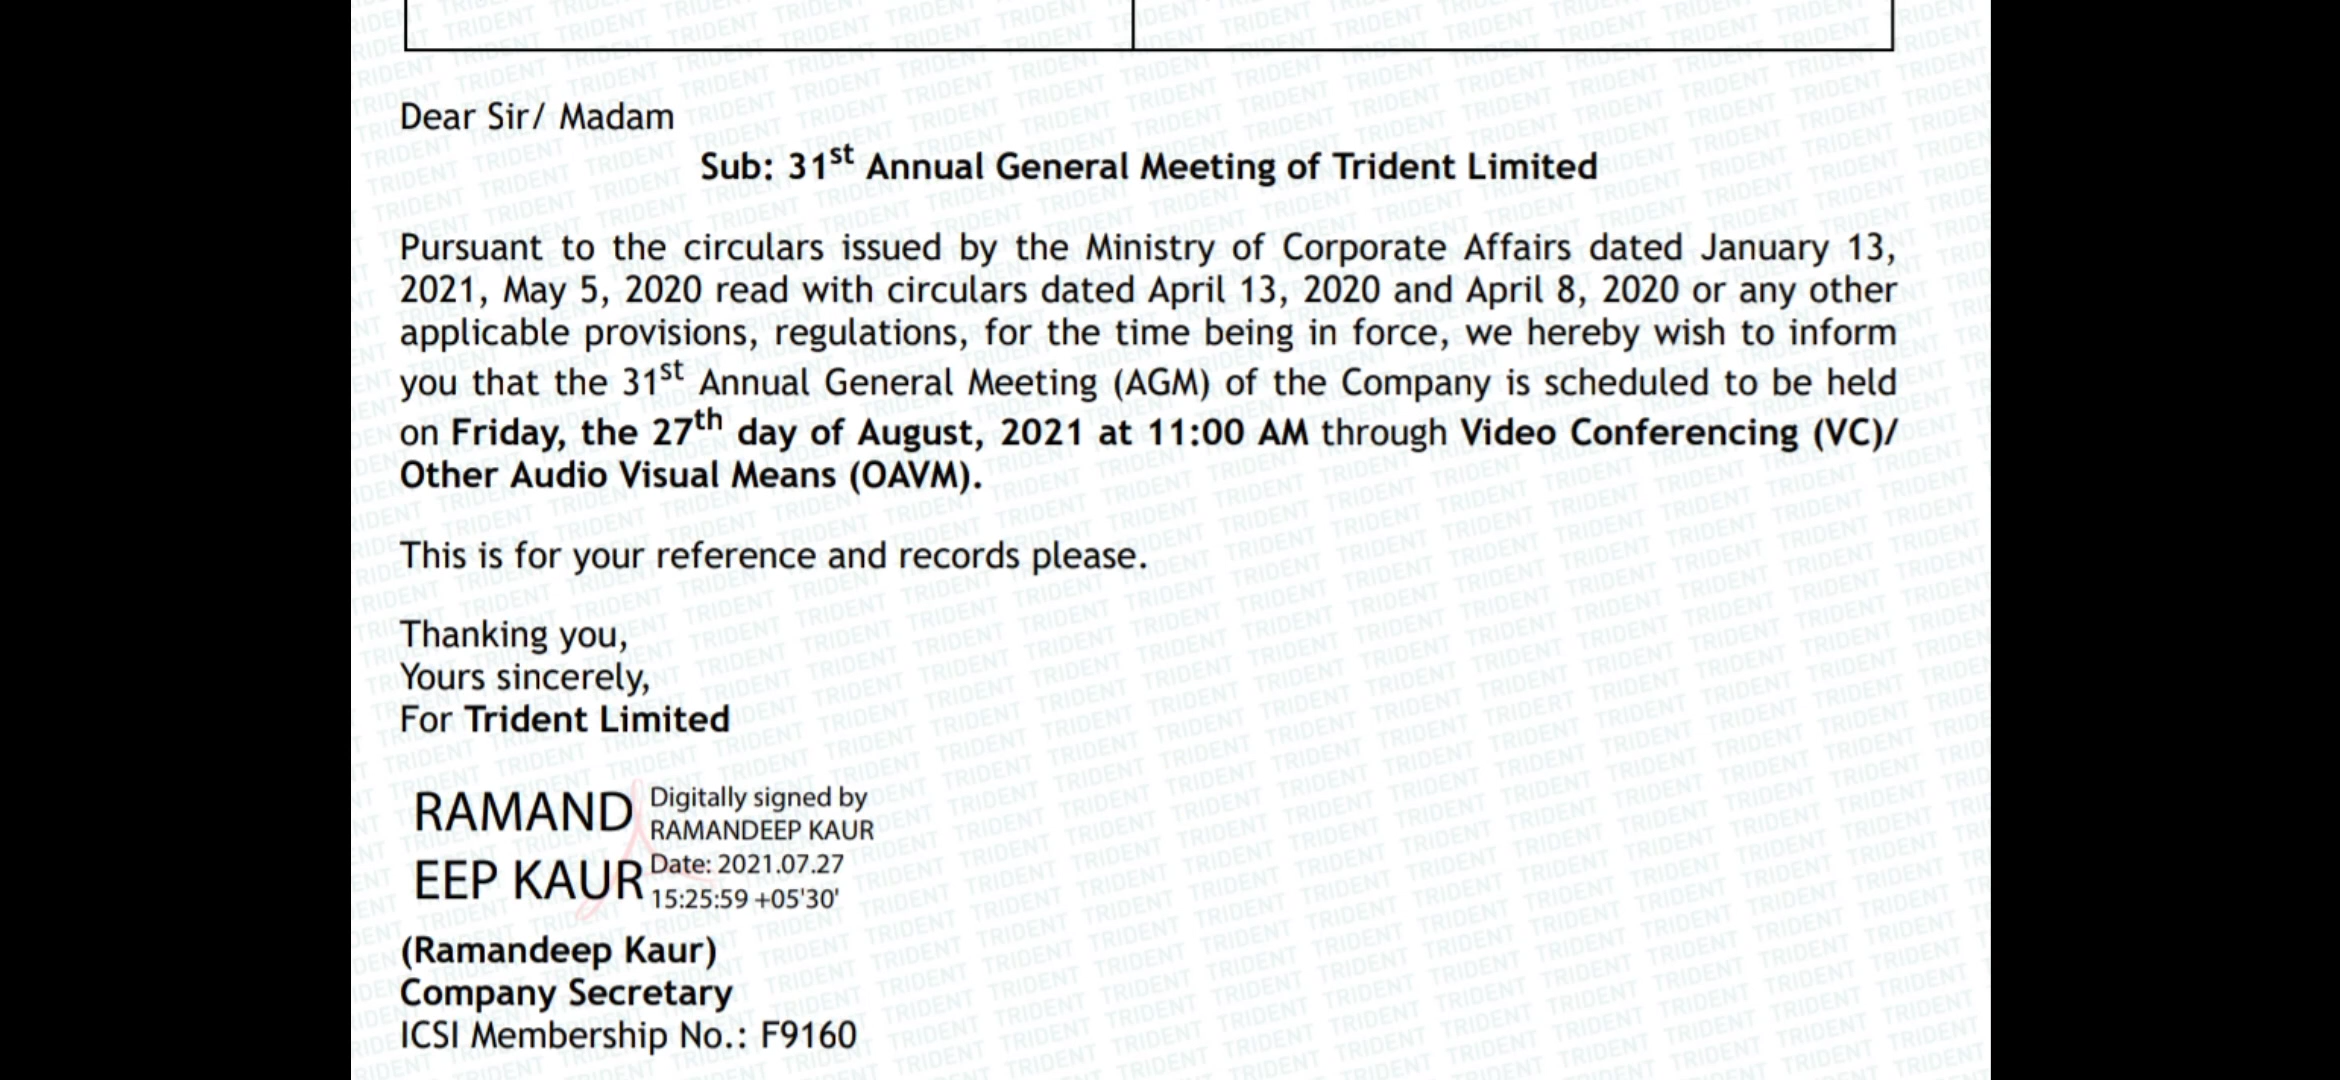 Dear Sir/ Madam
Sub: 31st Annual General Meeting of Trident Limited
Pursuant to the circulars issued by the Ministry of Corporate Affairs dated January 13,
2021, May 5, 2020 read with circulars dated April 13, 2020 and April 8, 2020 or any other
applicable provisions, regulations, for the time being in force, we hereby wish to inform
you that the 31st Annual General Meeting (AGM) of the Company is scheduled to be held
on Friday, the 27th day of August, 2021 at 11:00 AM through Video Conferencing (VC)/
Other Audio Visual Means (OAVM).
This is for your reference and records please.
Thanking you,
Yours sincerely,
For Trident Limited
RAMAND
EEP KAUR
Digitally signed by
RAMANDEEP KAUR
Date: 2021.07.27
15:25:59 +05'30'
(Ramandeep Kaur)
Company Secretary
ICSI Membership No.: F9160